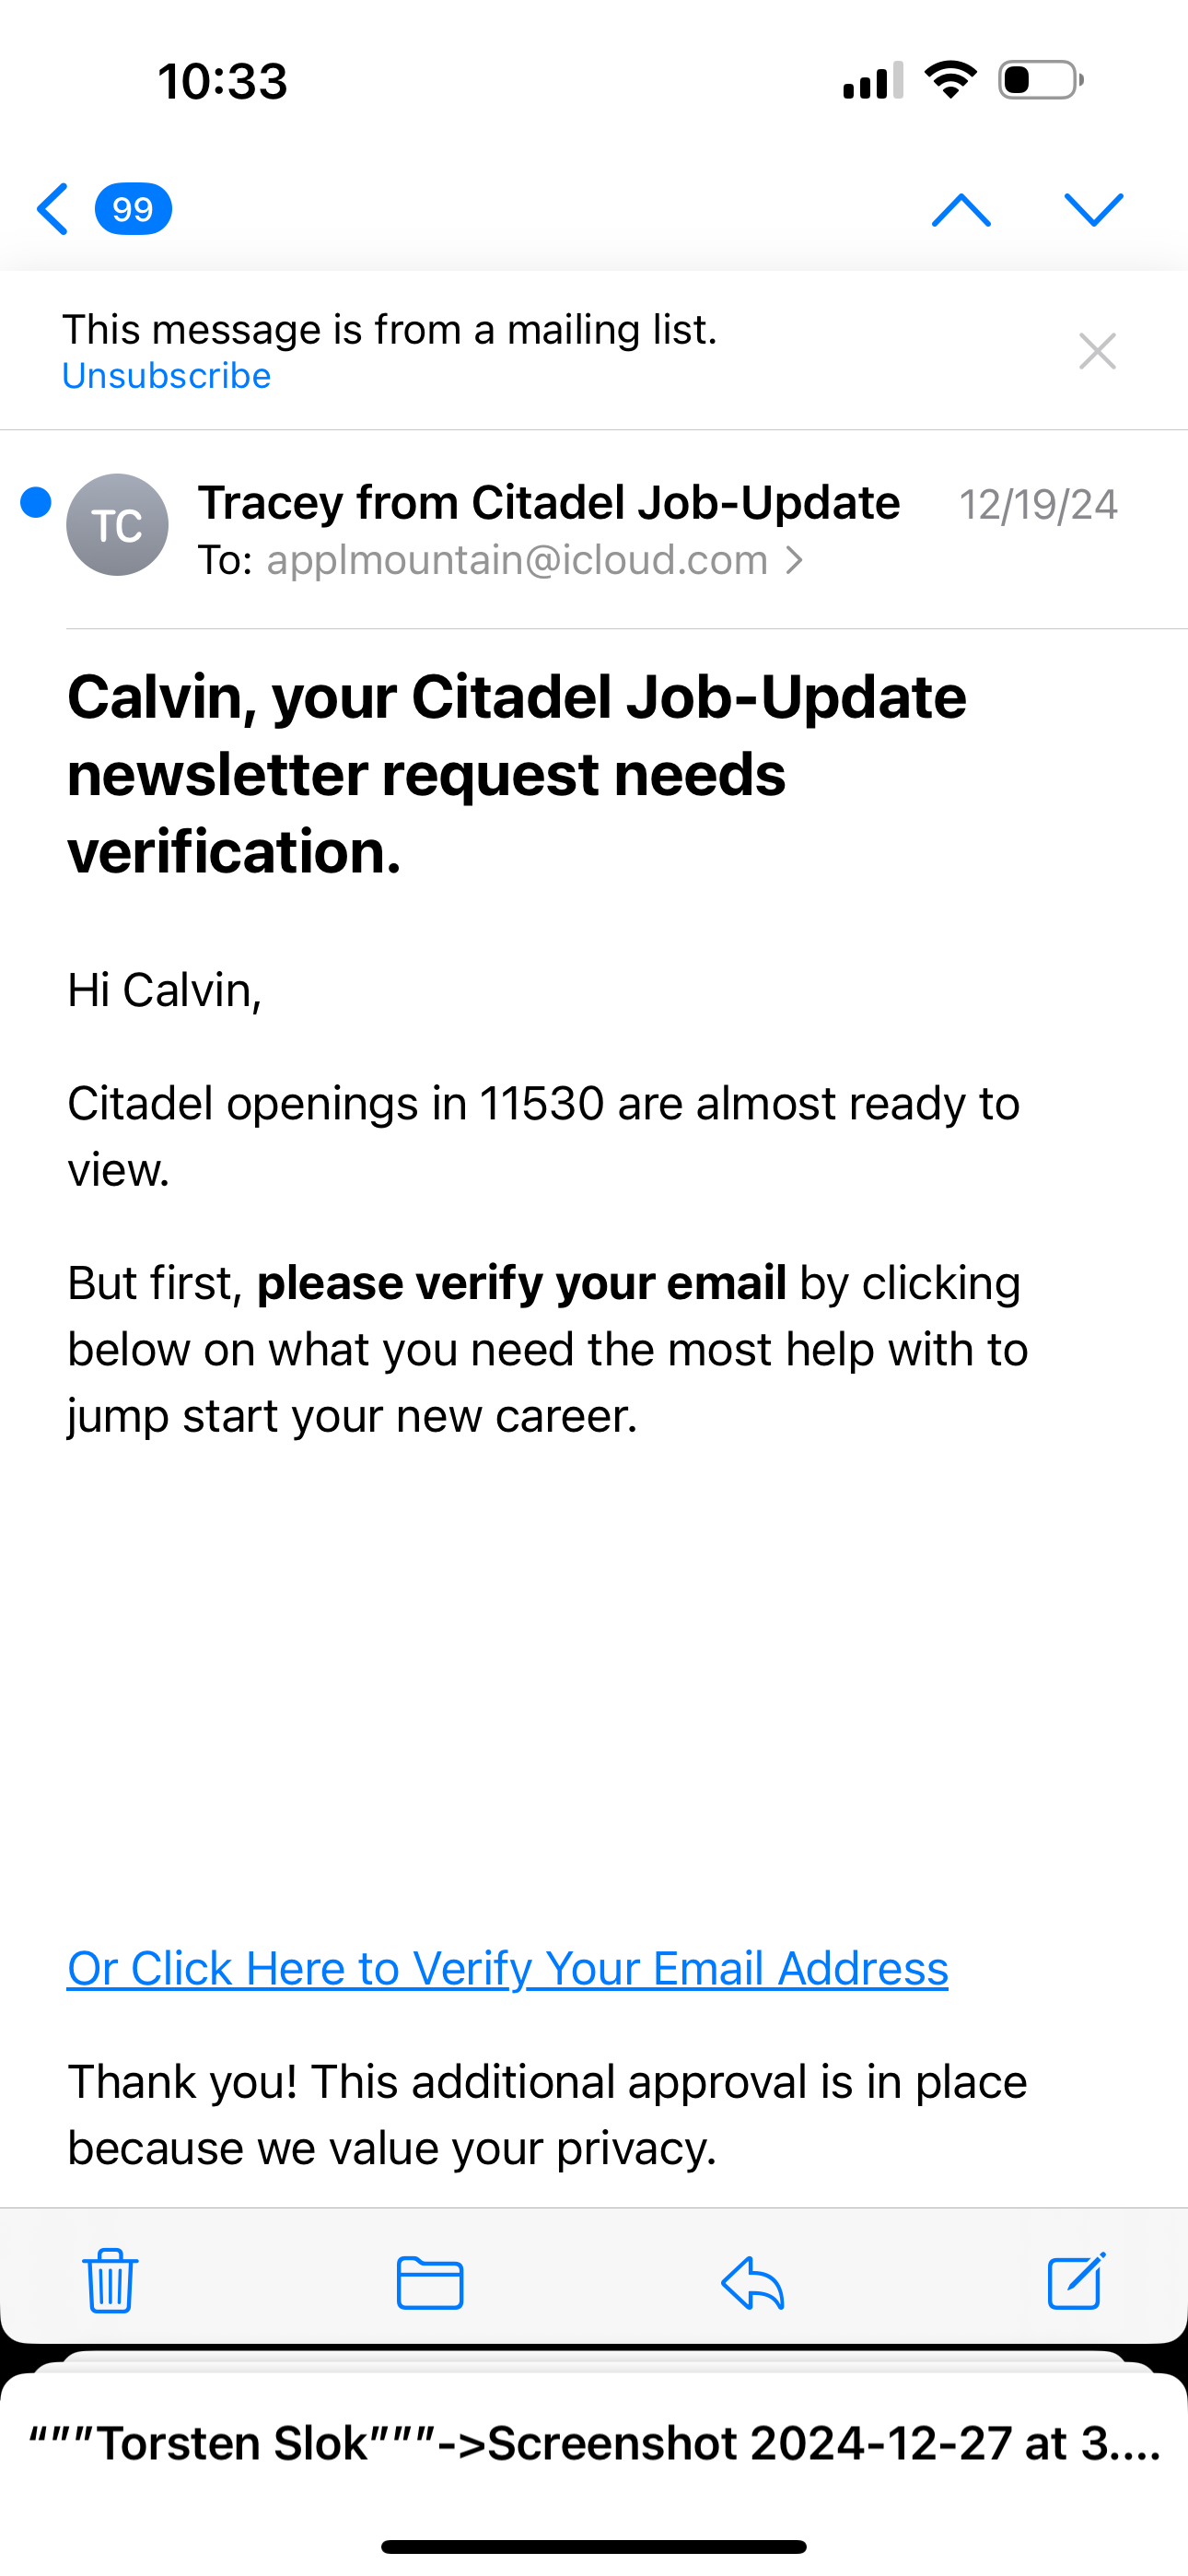 10:33
99
This message is from a mailing list.
Unsubscribe
TC
Tracey from Citadel Job-Update 12/19/24
To: applmountain@icloud.com
Calvin, your Citadel Job-Update
newsletter request needs
verification.
Hi Calvin,
Citadel openings in 11530 are almost ready to
view.
But first, please verify your email by clicking
below on what you need the most help with to
jump start your new career.
Or Click Here to Verify Your Email Address
Thank you! This additional approval is in place
because we value your privacy.
“””Torsten Slok”””->Screenshot 2024-12-27 at 3....